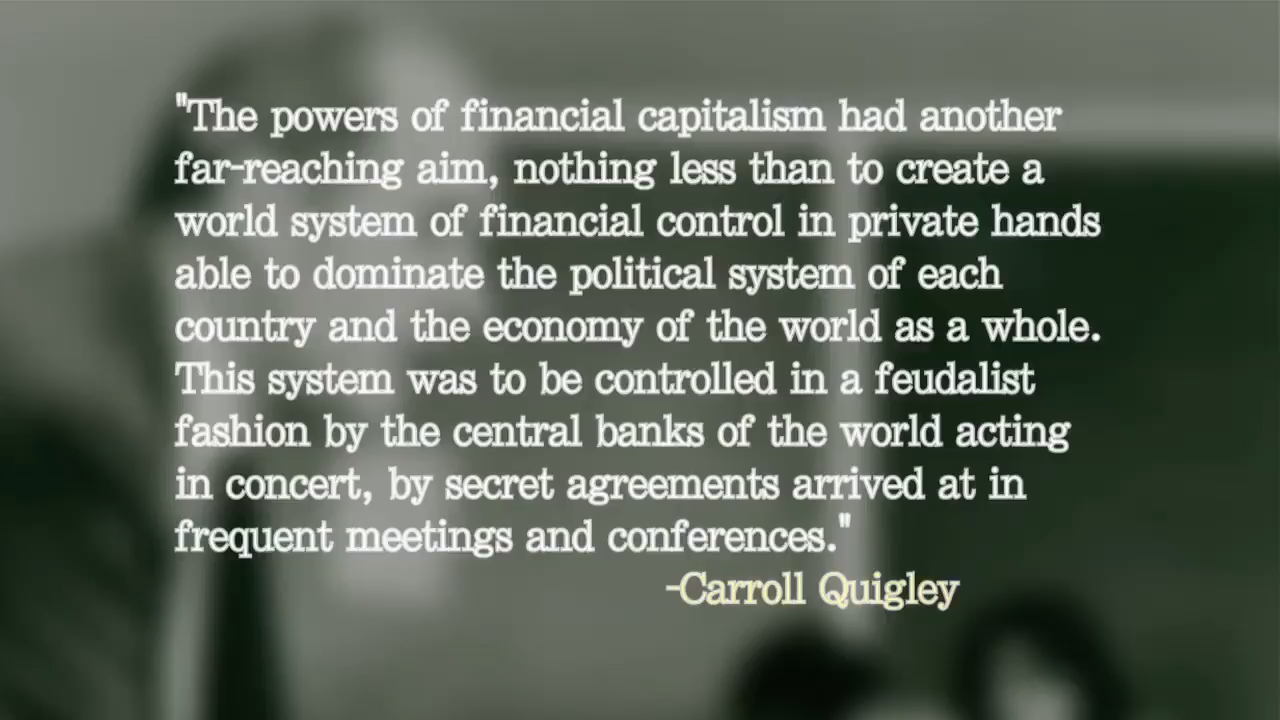 "The powers of financial capitalism had another
far-reaching aim, nothing less than to create a
world system of financial control in private hands
able to dominate the political system of each
country and the economy of the world as a whole.
This system was to be controlled in a feudalist
fashion by the central banks of the world acting
in concert, by secret agreements arrived at in
frequent meetings and conferences."
-Carroll Quigley